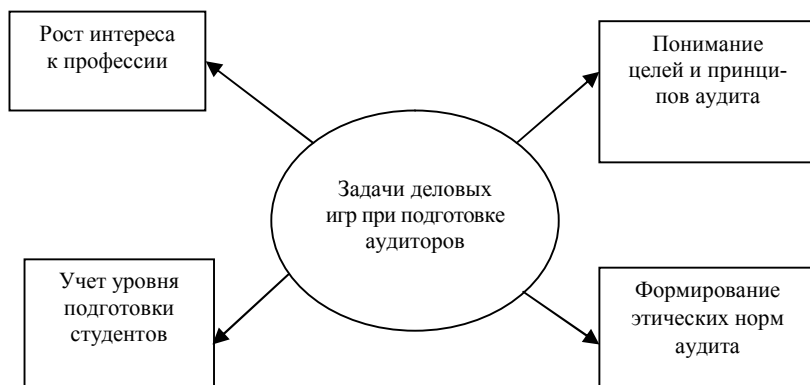 Рост интереса
к профессии
Понимание
целей и принци-
пов аудита
Задачи деловых
игр при подготовке
аудиторов
Учет уровня
подготовки
студентов
Формирование
этических норм
аудита